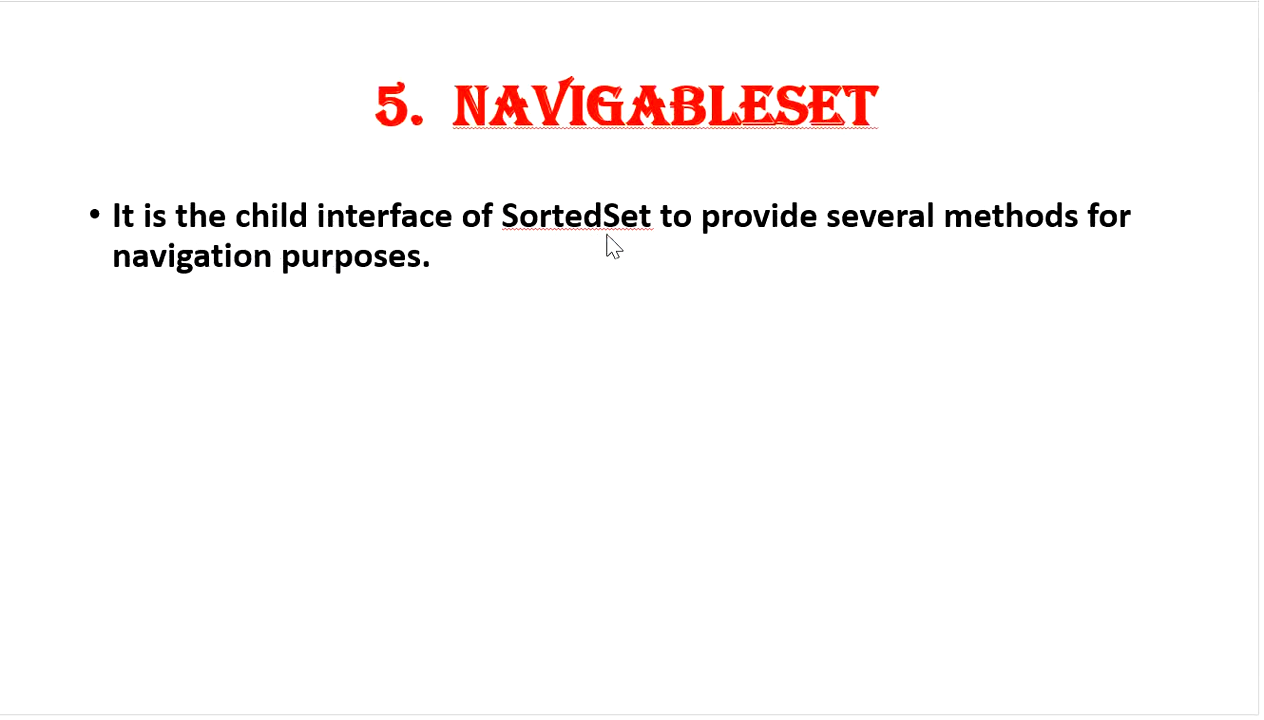 5. NAVIGABLESET
• It is the child interface of SortedSet to provide several methods for
navigation purposes.